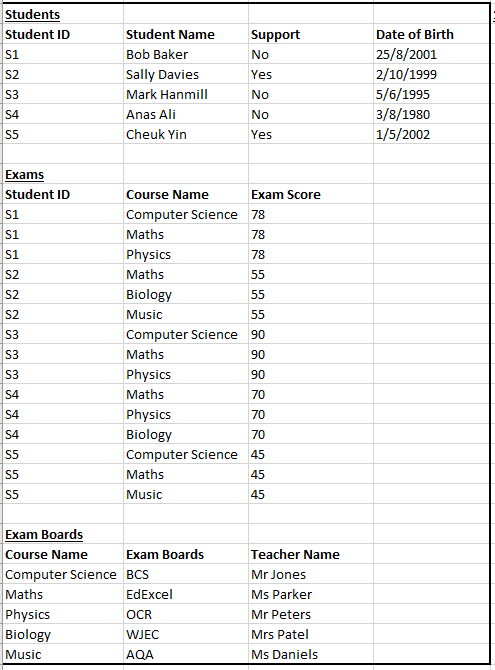 Students
Student ID Student Name Support Date of Birth
S1 Bob Baker No 25/8/2001
S2 Sally Davies Yes 2/10/1999
S3 Mark Hanmill No 5/6/1995
S4 Anas Ali No 3/8/1980
S5 Cheuk Yin Yes 1/5/2002
Exams
Student ID Course Name Exam Score
S1 Computer Science 78
S1 Maths 78
S1 Physics 78
S2 Maths 55
S2 Biology 55
S2 Music 55
S3 Computer Science 90
S3 Maths 90
S3 Physics 90
S4 Maths 70
S4 Physics 70
S4 Biology 70
S5 Computer Science 45
S5 Maths 45
S5 Music 45
Exam Boards
Course Name Exam Boards Teacher Name
Computer Science BCS Mr Jones
Maths EdExcel Ms Parker
Physics OCR Mr Peters
Biology WJEC Mrs Patel
Music AQA Ms Daniels